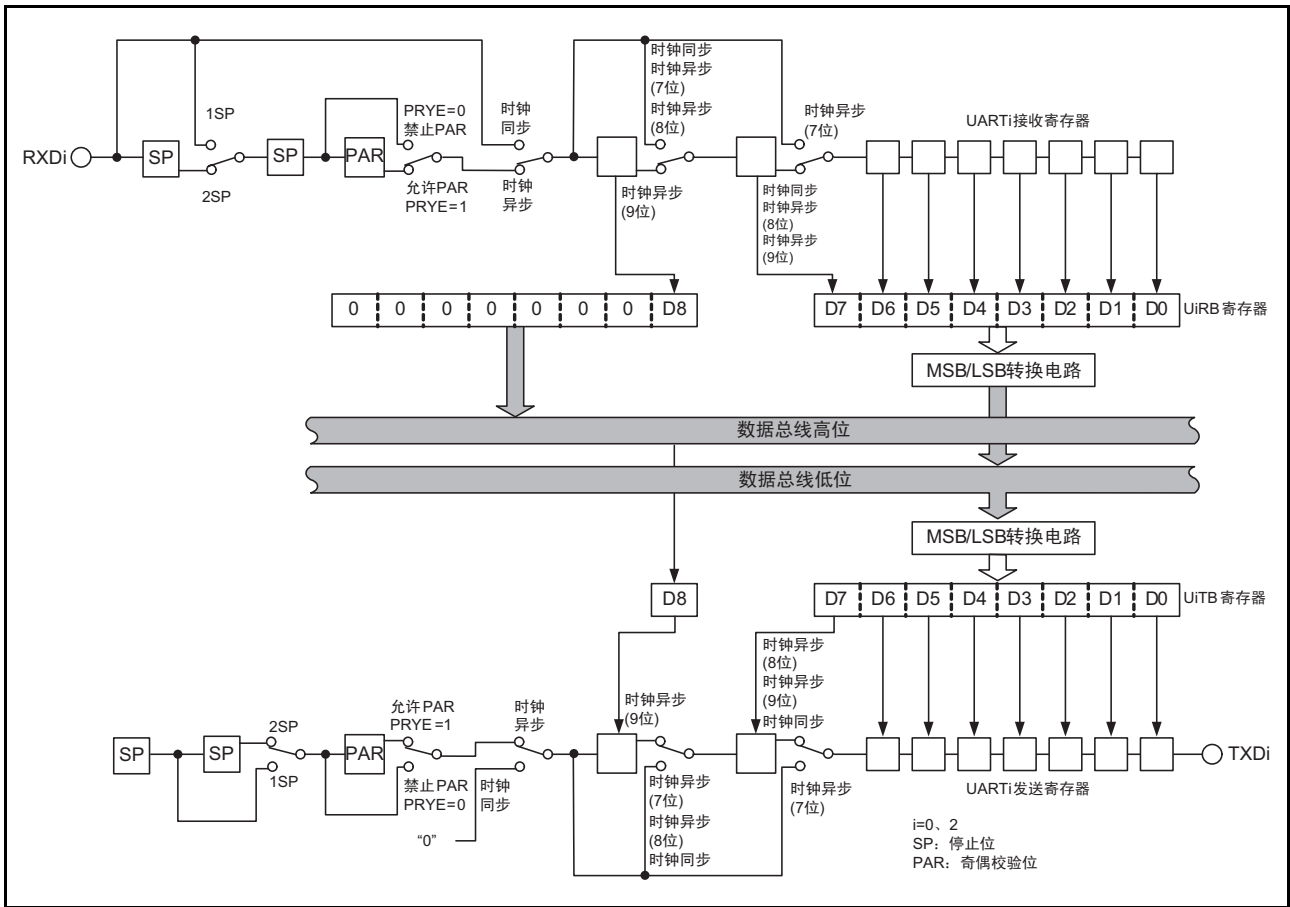 时钟同步
时钟异步
(7位)
时钟异步
(8位)
1SP
PRYE=0
禁止PAR
时钟
同步
时钟异步
(7位)
UARTi接收寄存器
RXDi
SP
SP
PAR
2SP
允许PAR
PRYE=1
时钟
异步
时钟异步
(9位)
时钟同步
时钟异步
(8位)
时钟异步
(9位)
0 0 0 0 0 0 0 D8
D7 D6 D5 D4 D3 D2 D1 D0
UiRB寄存器
MSB/LSB转换电路
数据总线高位
数据总线低位
MSB/LSB转换电路
D8
D7 D6 D5 D4 D3 D2 D1 D0
UiTB寄存器
时钟异步
(8位)
时钟异步
(9位)
时钟同步
时钟异步
(9位)
允许PAR
PRYE=1
时钟
异步
2SP
SP
SP
PAR
TXDi
1SP
禁止PAR
PRYE=0
时钟
同步
“0”
时钟异步
(7位)
时钟异步
(8位)
时钟同步
时钟异步
(7位)
UARTi发送寄存器
i=0、2
SP：停止位
PAR：奇偶校验位